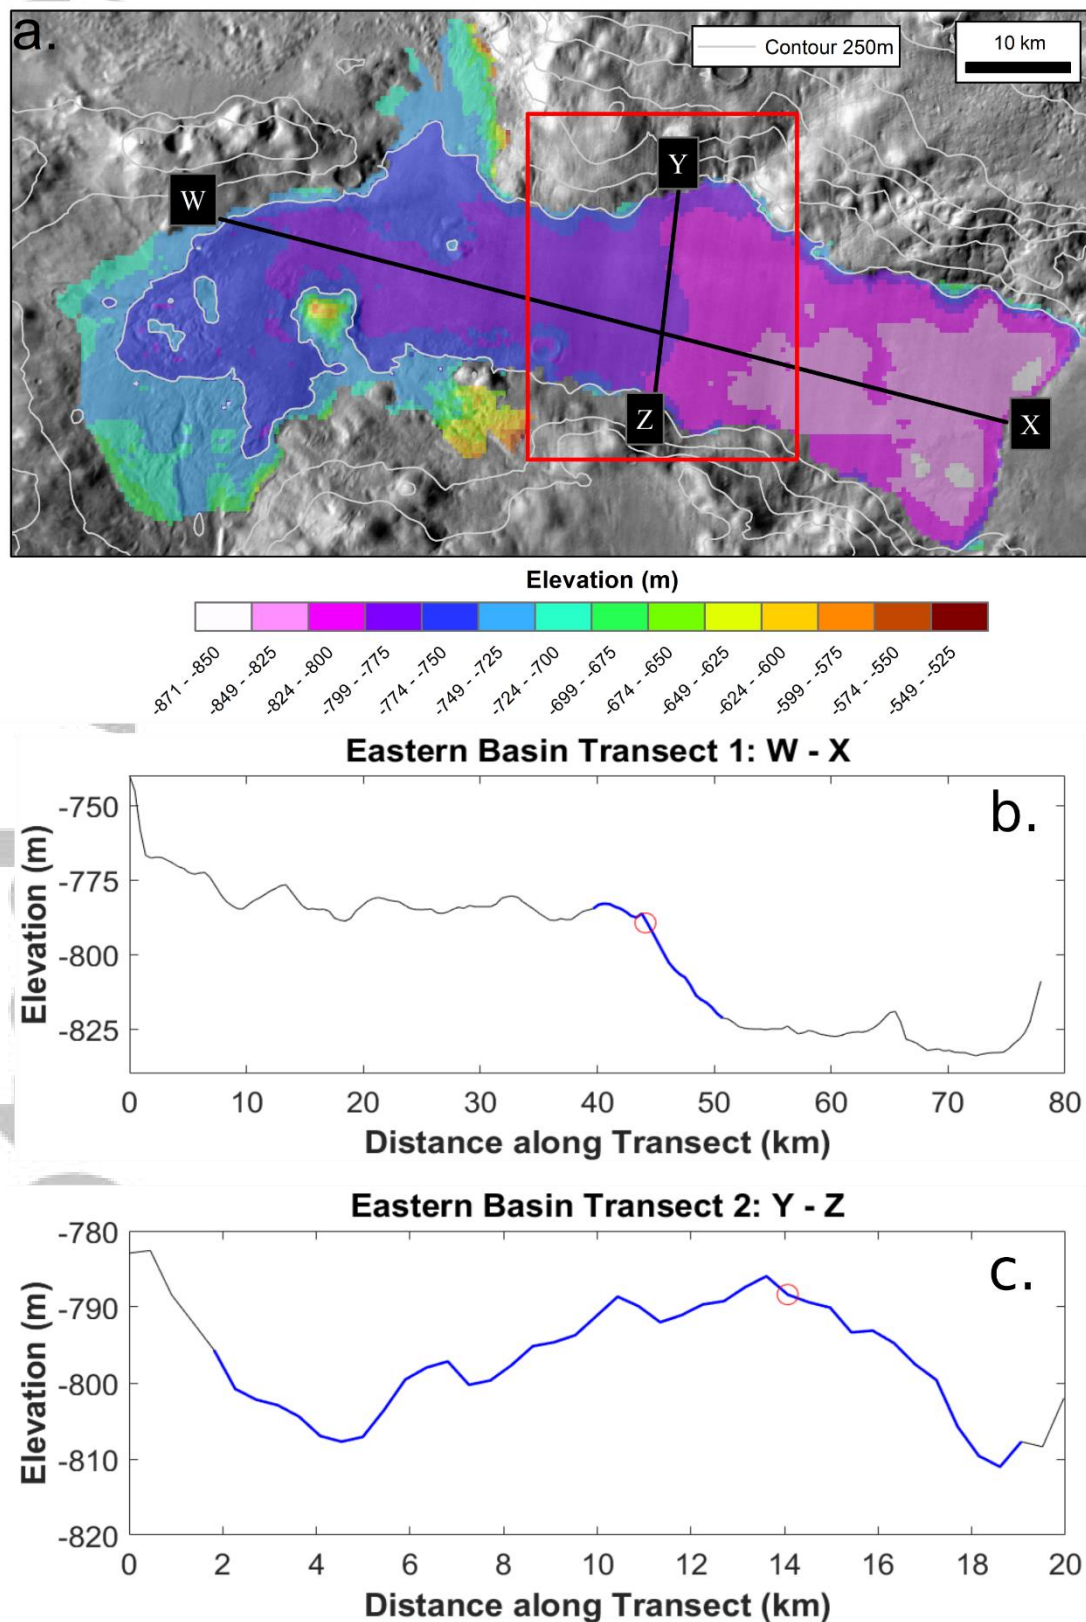 a.
Contour 250m
10 km
W
Y
Z
X
Elevation (m)
-871 - -850
-849 - -825
-824 - -800
-799 - -775
-774 - -750
-749 - -725
-724 - -700
-699 - -675
-674 - -650
-649 - -625
-624 - -600
-599 - -575
-574 - -550
-549 - -525
Eastern Basin Transect 1: W - X
b.
Elevation (m)
-750
-775
-800
-825
0 10 20 30 40 50 60 70 80
Distance along Transect (km)
Eastern Basin Transect 2: Y - Z
c.
Elevation (m)
-780
-790
-800
-810
-820
0 2 4 6 8 10 12 14 16 18 20
Distance along Transect (km)